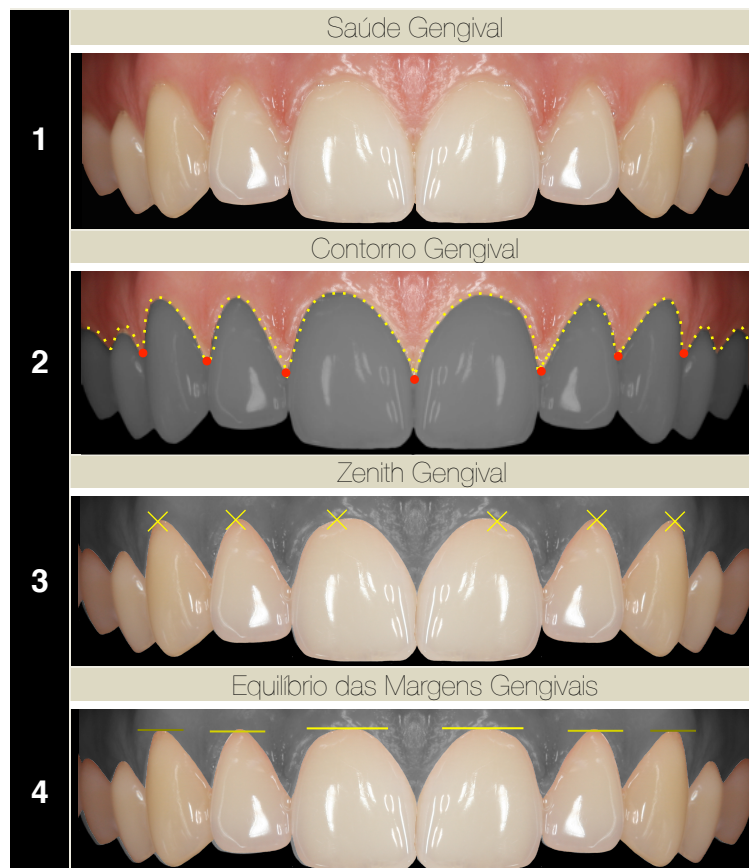 Saúde Gengival
1
Contorno Gengival
2
Zenith Gengival
3
Equilíbrio das Margens Gengivais
4